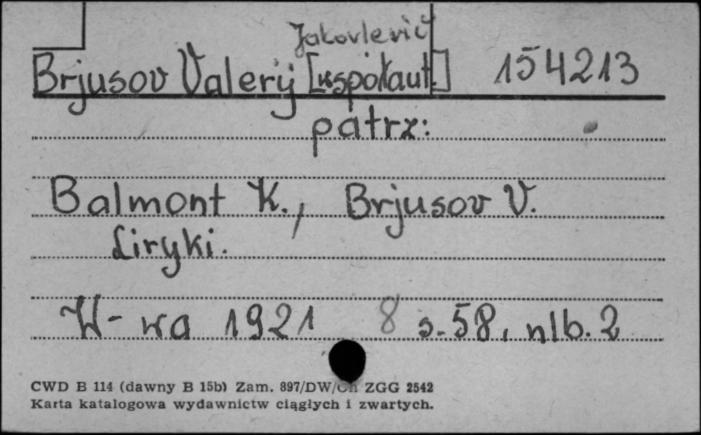 Jakovlevič
Brjusov Valerij [współaut.] 154213
patrz:
Balmont K., Brjusov V.
Liryki.
W-wa 1921 8 s. 58, nlb. 2
CWD B 114 (dawny B 15b) Zam. 897/DW/Ch ZGG 2542
Karta katalogowa wydawnictw ciągłych i zwartych.